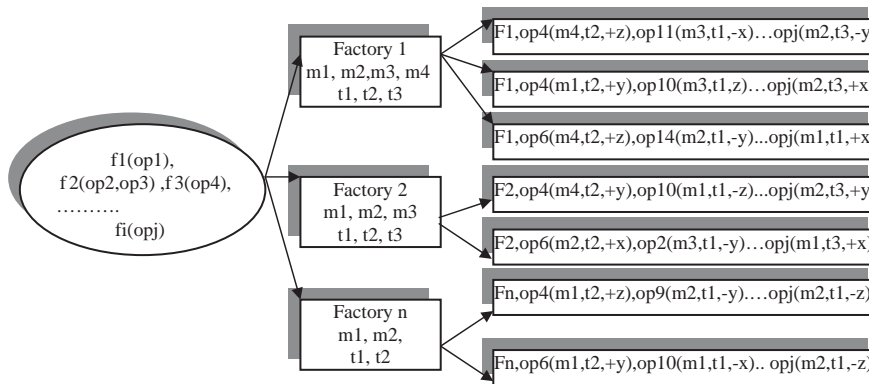 f1(op1),
f2(op2,op3) ,f3(op4),
……….
fi(opj)
Factory 1
m1, m2,m3, m4
t1, t2, t3
Factory 2
m1, m2, m3
t1, t2, t3
Factory n
m1, m2,
t1, t2
F1,op4(m4,t2,+z),op11(m3,t1,-x)…opj(m2,t3,-y
F1,op4(m1,t2,+y),op10(m3,t1,z)…opj(m2,t3,+x
F1,op6(m4,t2,+z),op14(m2,t1,-y)...opj(m1,t1,+x
F2,op4(m4,t2,+y),op10(m1,t1,-z)...opj(m2,t3,+y
F2,op6(m2,t2,+x),op2(m3,t1,-y)…opj(m1,t3,+x)
Fn,op4(m1,t2,+z),op9(m2,t1,-y).…opj(m2,t1,-z)
Fn,op6(m1,t2,+y),op10(m1,t1,-x).. opj(m2,t1,-z)